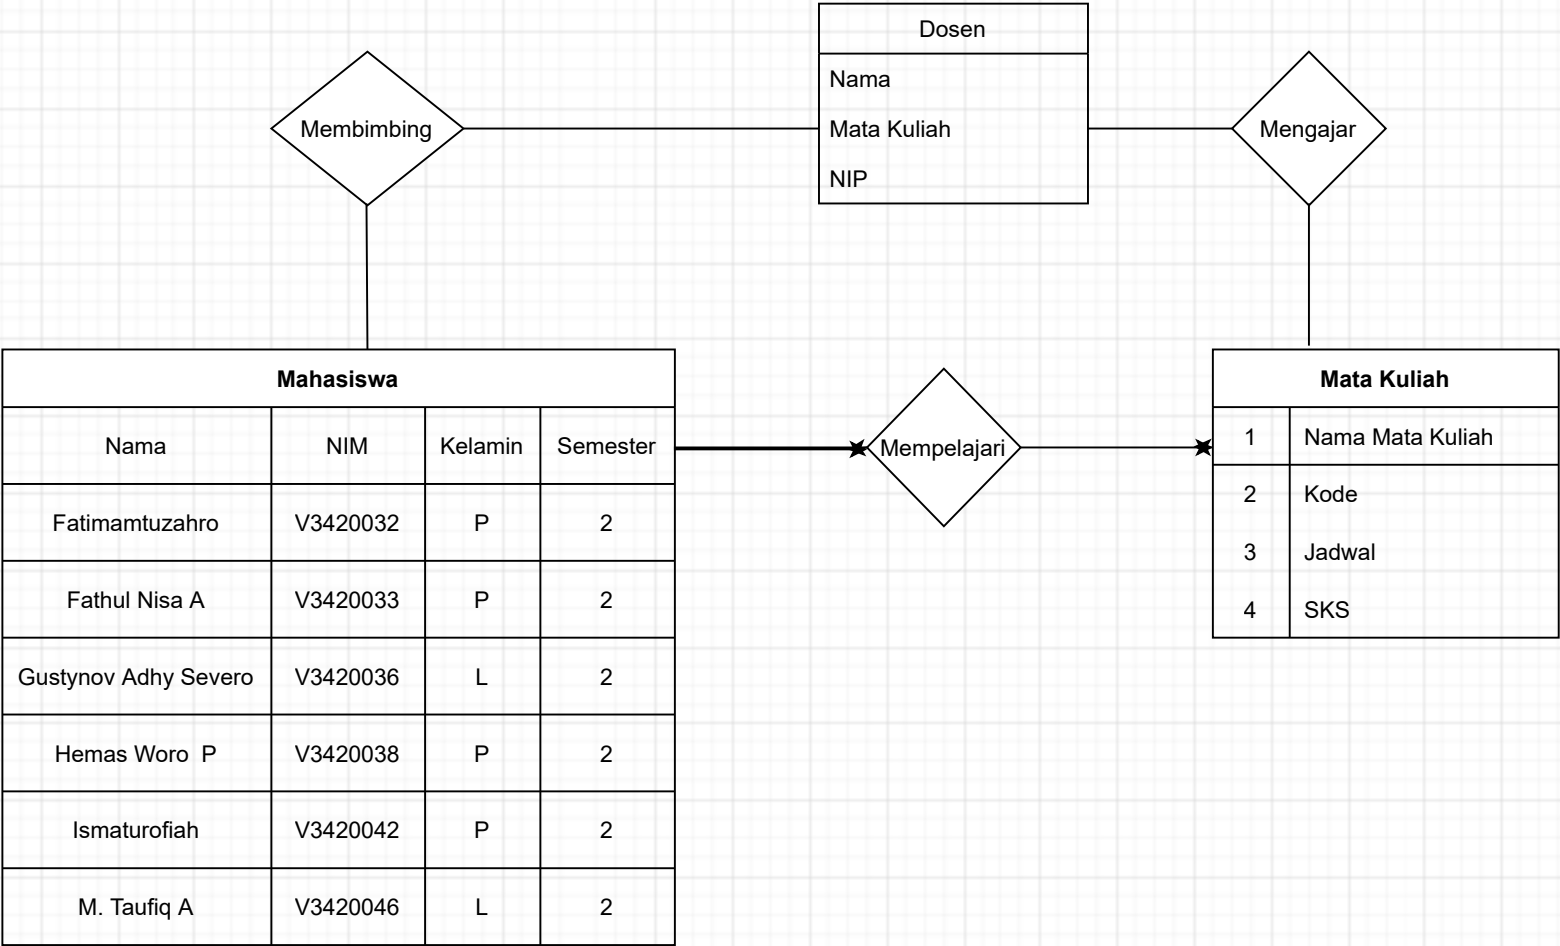 Dosen
Nama
Mata Kuliah
NIP
Membimbing
Mengajar
Mahasiswa
Nama NIM Kelamin Semester
Fatimamtuzahro V3420032 P 2
Fathul Nisa A V3420033 P 2
Gustynov Adhy Severo V3420036 L 2
Hemas Woro P V3420038 P 2
Ismaturofiah V3420042 P 2
M. Taufiq A V3420046 L 2
Mempelajari
Mata Kuliah
1 Nama Mata Kuliah
2 Kode
3 Jadwal
4 SKS